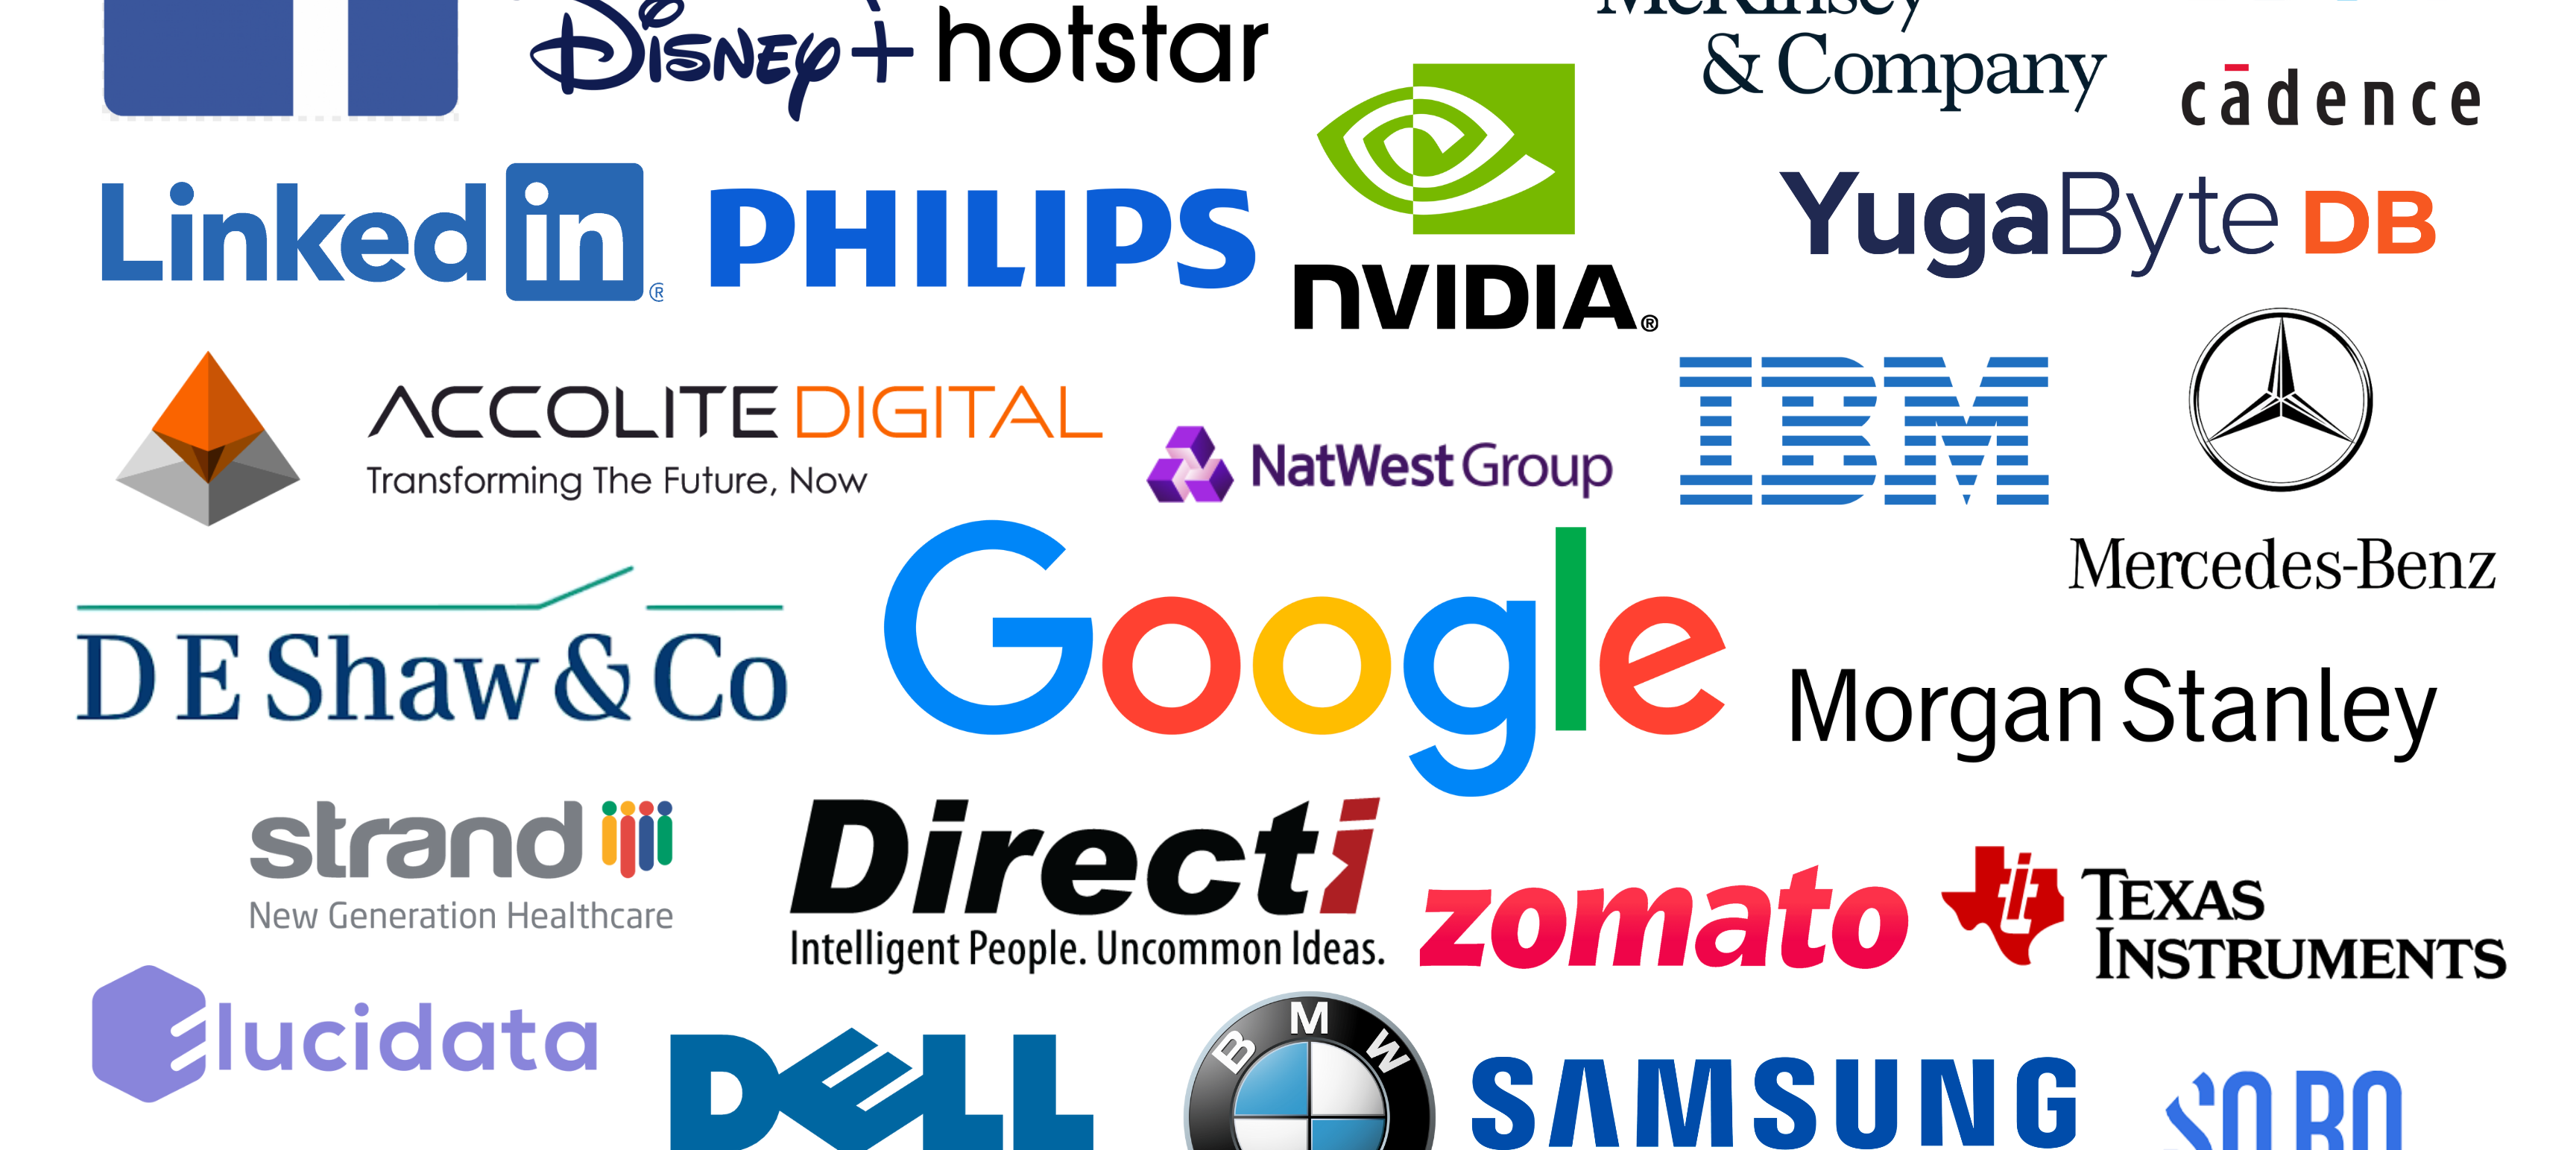 McKinsey
& Company
Disney+ hotstar
cādence
Linkedin®
PHILIPS
NVIDIA®
YugaByte DB
ACCOLITE DIGITAL
Transforming The Future, Now
NatWest Group
IBM
Mercedes-Benz
D E Shaw & Co
Google
Morgan Stanley
strand
New Generation Healthcare
Directi
Intelligent People. Uncommon Ideas.
zomato
TEXAS
INSTRUMENTS
Elucidata
DELL
BMW
SAMSUNG